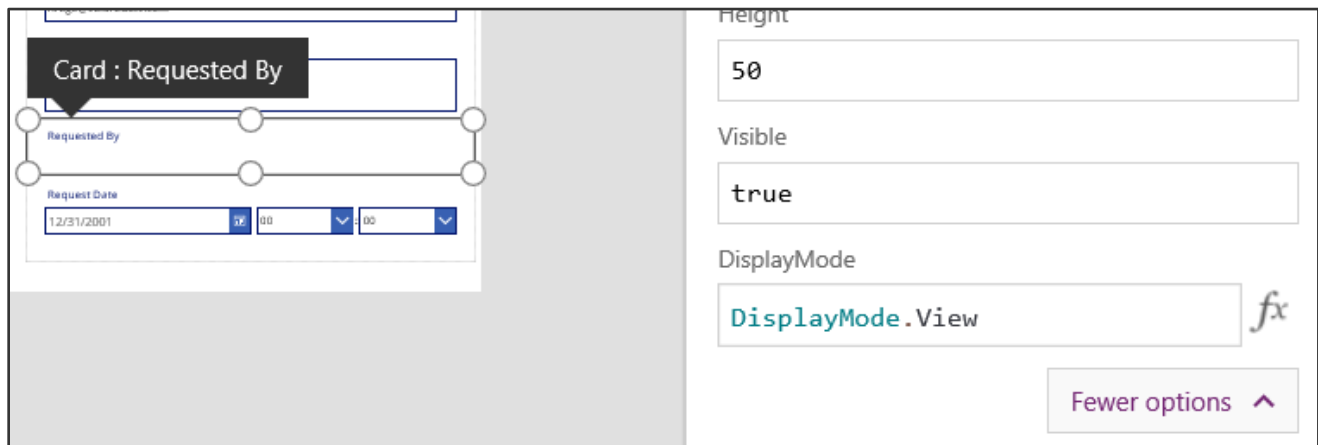 Height
Card : Requested By
50
Requested By
Visible
true
Request Date
12/31/2001
00
:
00
DisplayMode
DisplayMode.View
fx
Fewer options